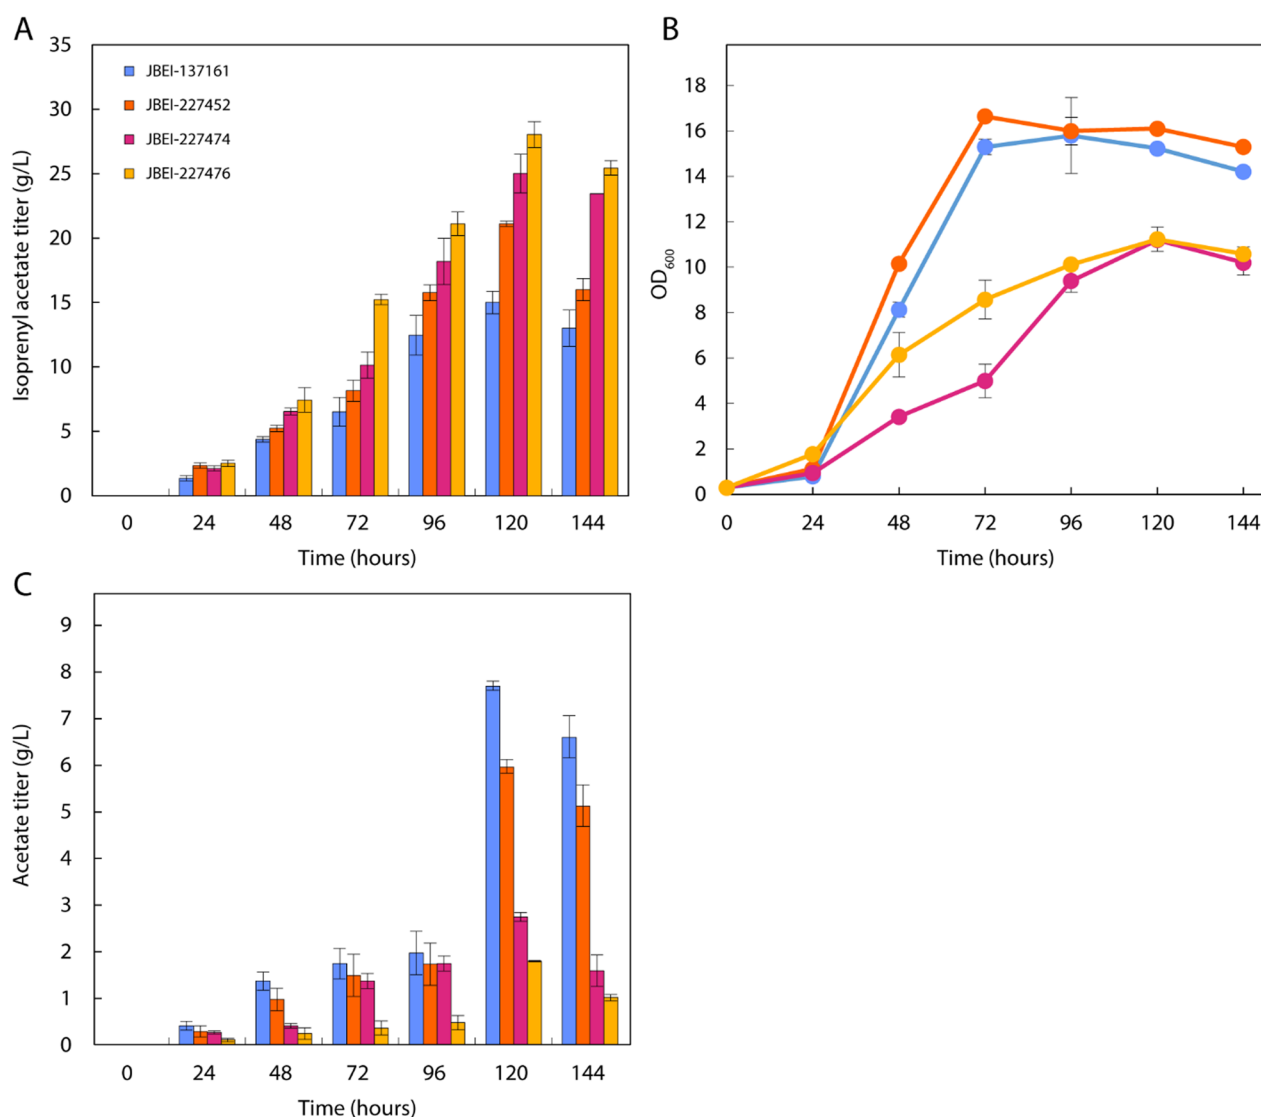 A
Isoprenyl acetate titer (g/L)
35
30
25
20
15
10
5
0
JBEI-137161
JBEI-227452
JBEI-227474
JBEI-227476
0 24 48 72 96 120 144
Time (hours)
B
OD600
18
16
14
12
10
8
6
4
2
0
0 24 48 72 96 120 144
Time (hours)
C
Acetate titer (g/L)
9
8
7
6
5
4
3
2
1
0
0 24 48 72 96 120 144
Time (hours)